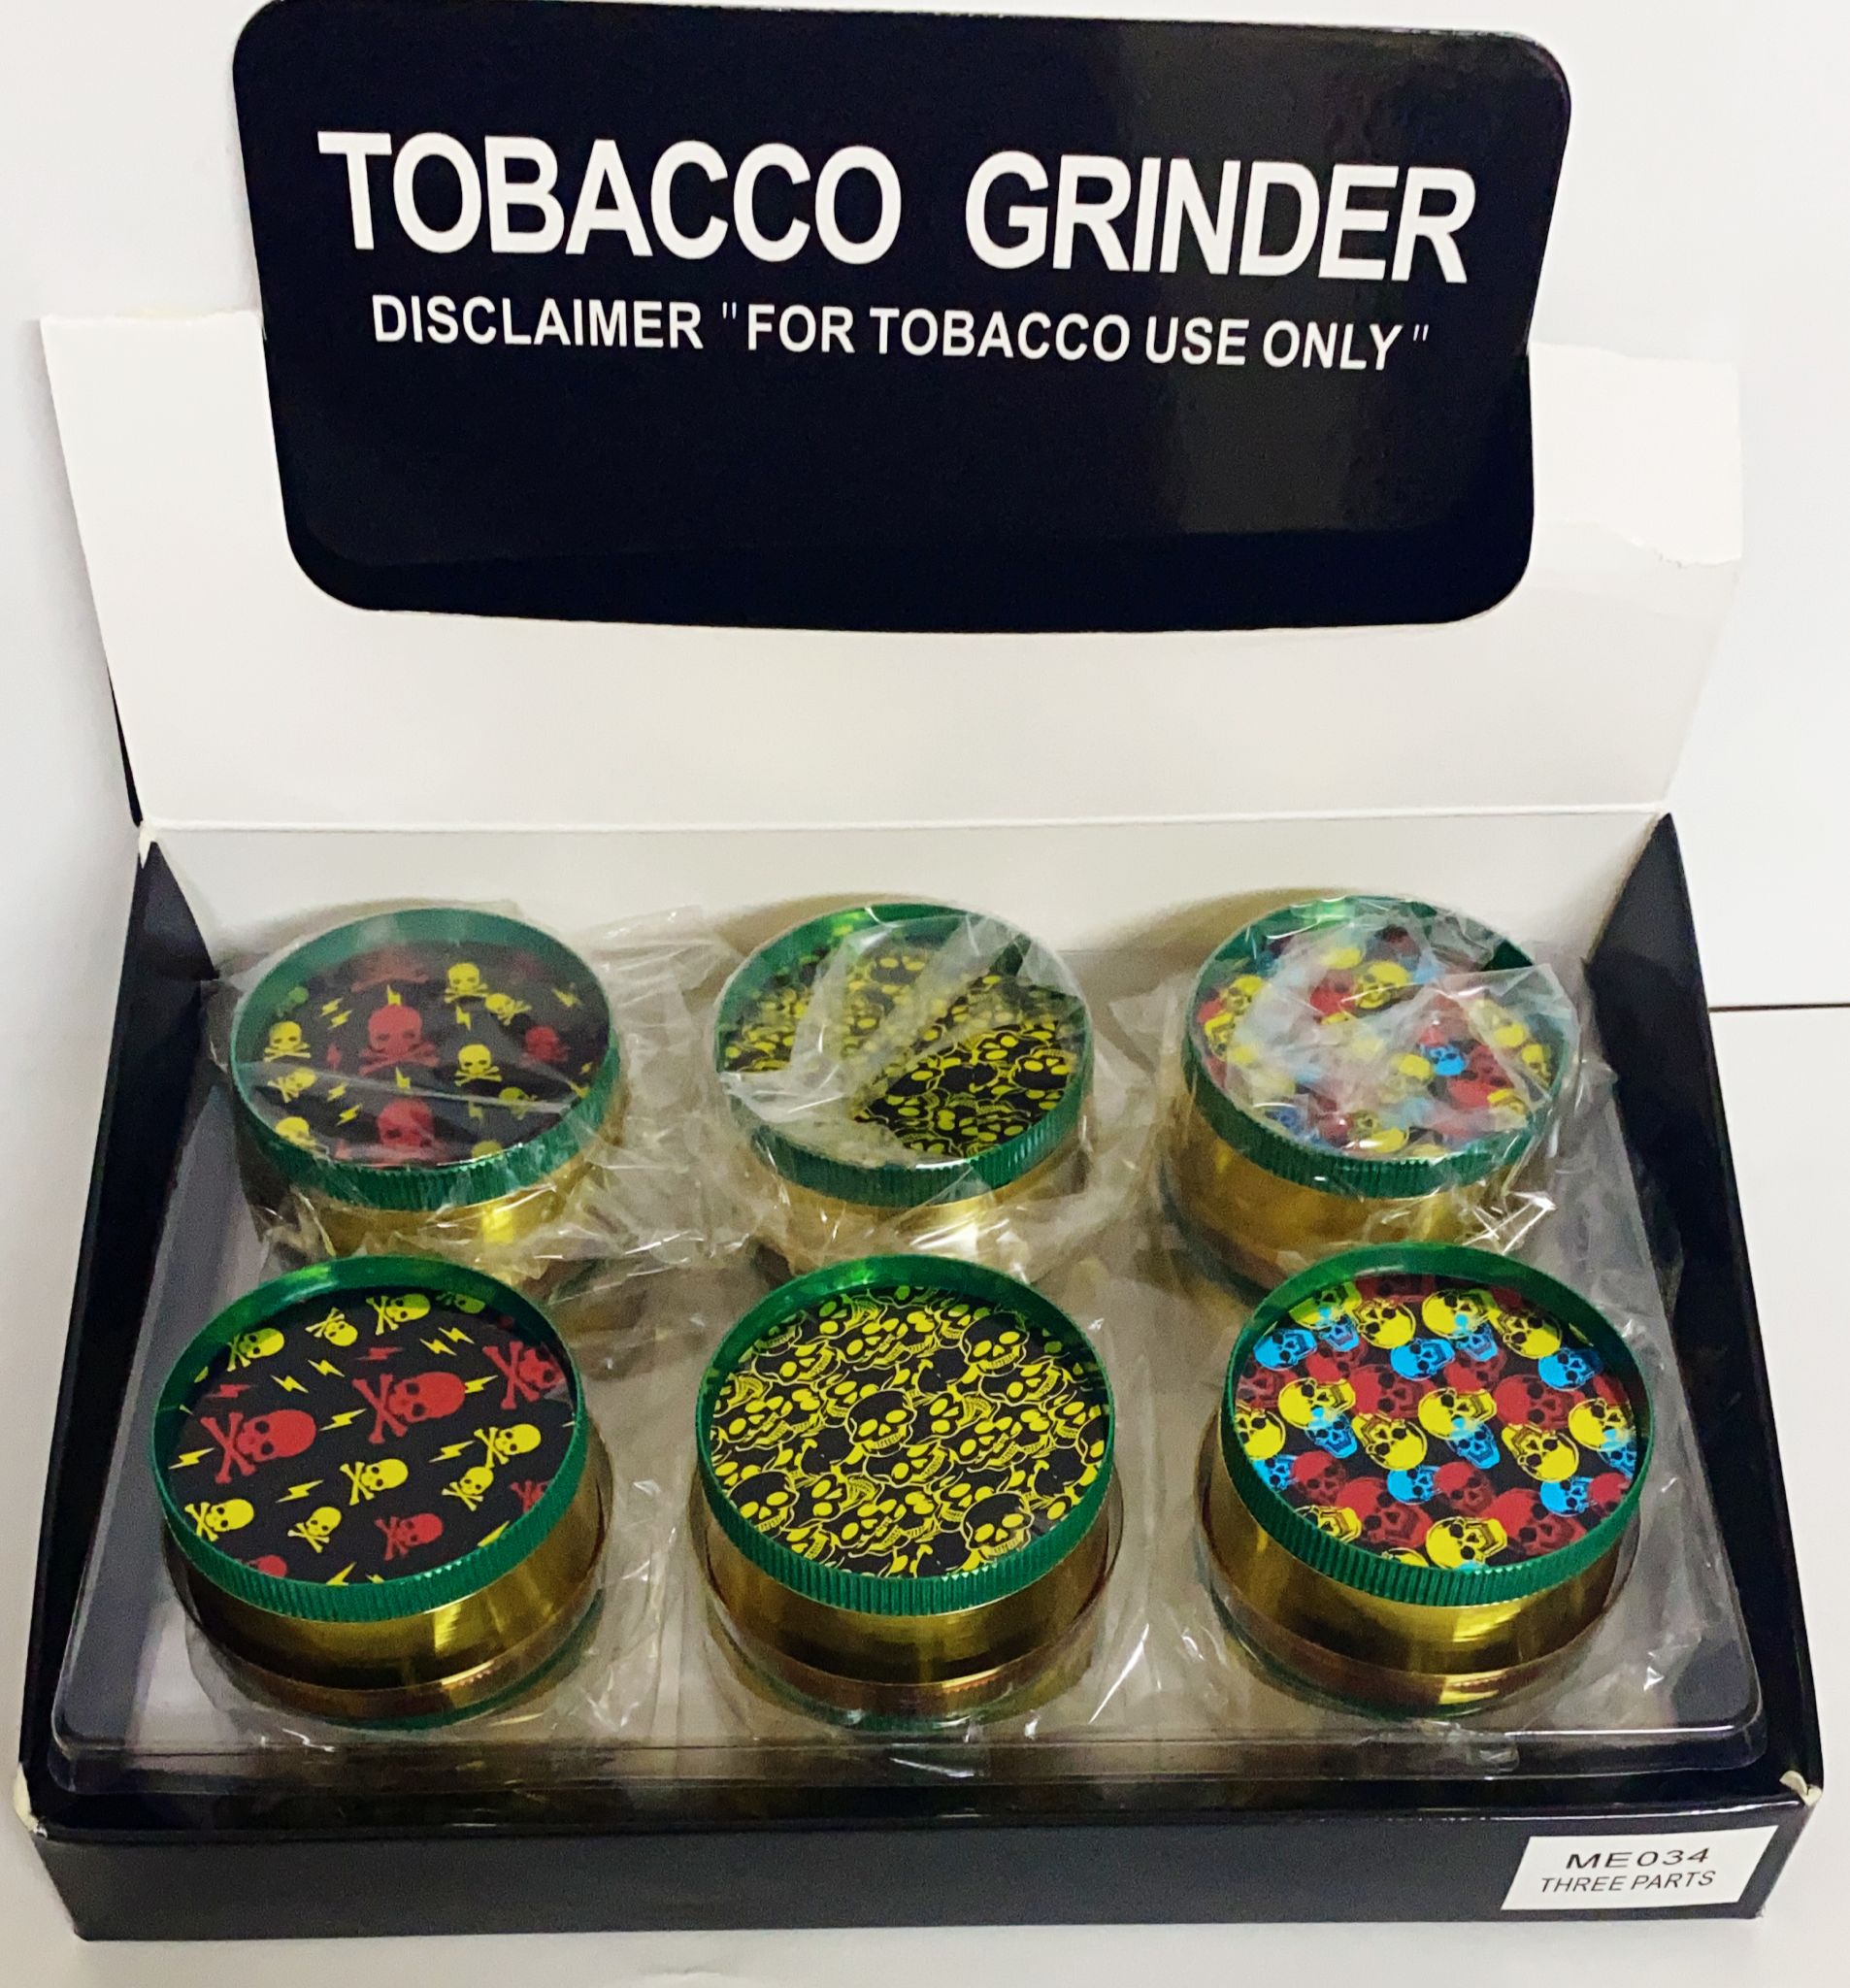 TOBACCO GRINDER
DISCLAIMER "FOR TOBACCO USE ONLY"
ME034
THREE PARTS